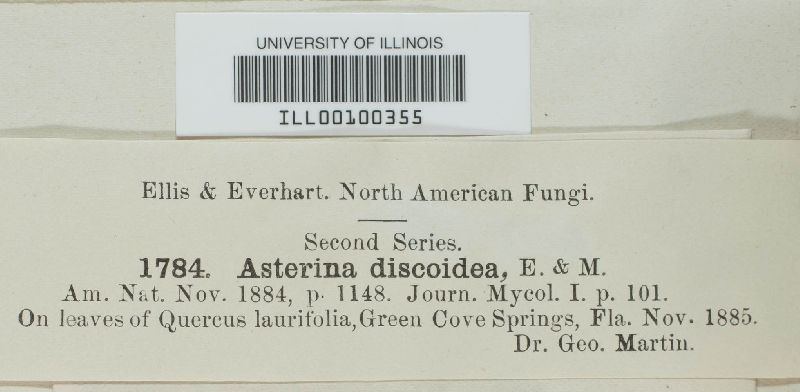 UNIVERSITY OF ILLINOIS
ILL00100355
Ellis & Everhart. North American Fungi.
Second Series.
1784. Asterina discoidea, E. & M.
Am. Nat. Nov. 1884, p. 1148. Journ. Mycol. I. p. 101.
On leaves of Quercus laurifolia, Green Cove Springs, Fla. Nov. 1885.
Dr. Geo. Martin.